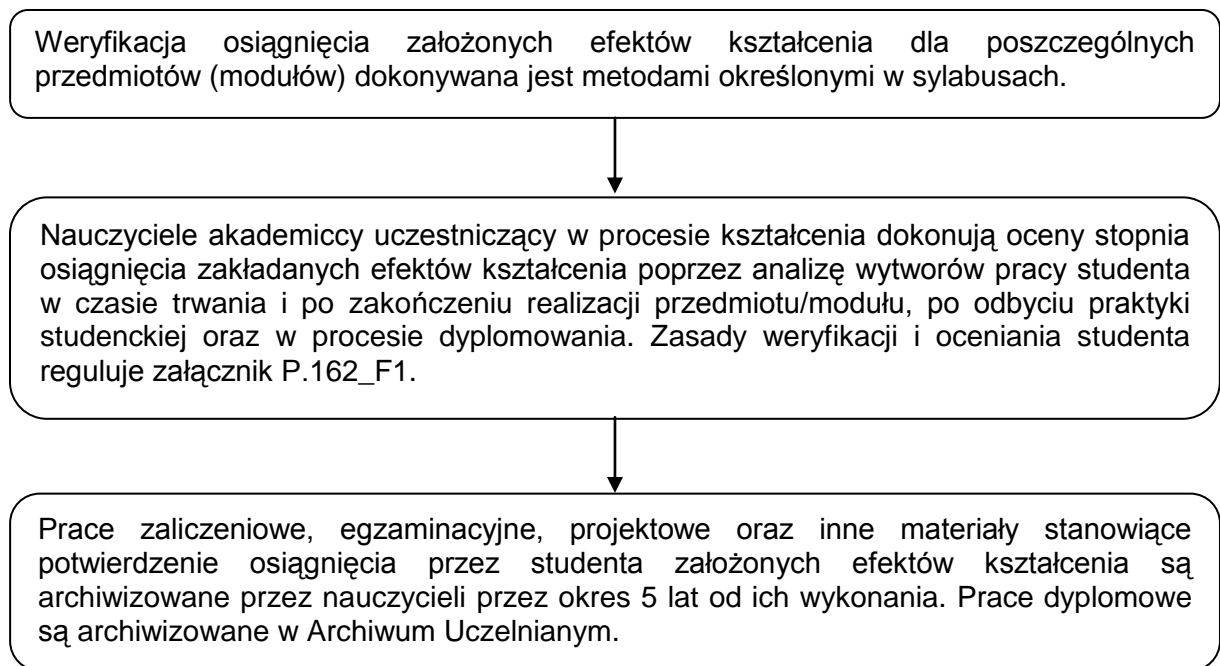 Weryfikacja osiągnięcia założonych efektów kształcenia dla poszczególnych
przedmiotów (modułów) dokonywana jest metodami określonymi w sylabusach.
Nauczyciele akademiccy uczestniczący w procesie kształcenia dokonują oceny stopnia
osiągnięcia zakładanych efektów kształcenia poprzez analizę wytworów pracy studenta
w czasie trwania i po zakończeniu realizacji przedmiotu/modułu, po odbyciu praktyki
studenckiej oraz w procesie dyplomowania. Zasady weryfikacji i oceniania studenta
reguluje załącznik P.162_F1.
Prace zaliczeniowe, egzaminacyjne, projektowe oraz inne materiały stanowiące
potwierdzenie osiągnięcia przez studenta założonych efektów kształcenia są
archiwizowane przez nauczycieli przez okres 5 lat od ich wykonania. Prace dyplomowe
są archiwizowane w Archiwum Uczelnianym.